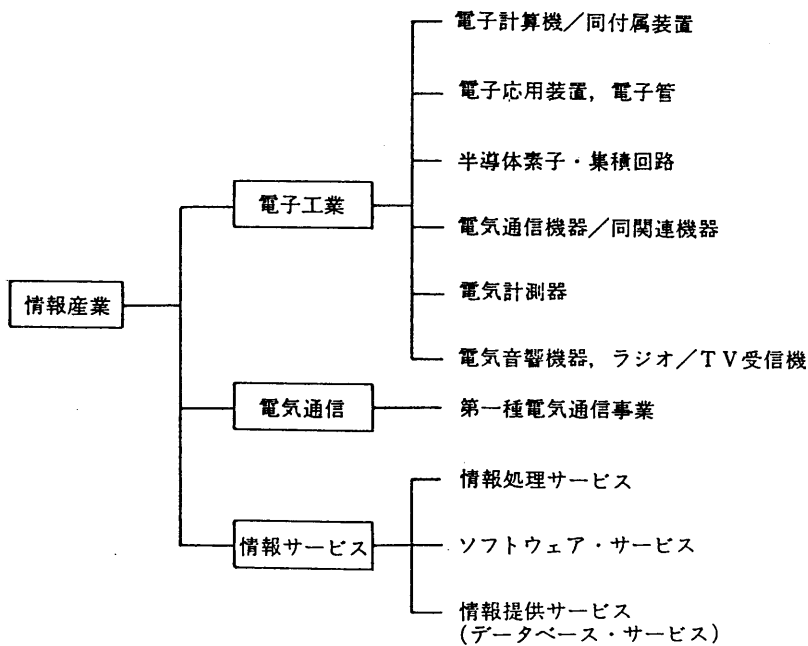 電子計算機／同付属装置
電子応用装置，電子管
半導体素子・集積回路
電子工業
電気通信機器／同関連機器
電気計測器
情報産業
電気音響機器，ラジオ／TV受信機
電気通信
第一種電気通信事業
情報処理サービス
情報サービス
ソフトウェア・サービス
情報提供サービス
(データベース・サービス)